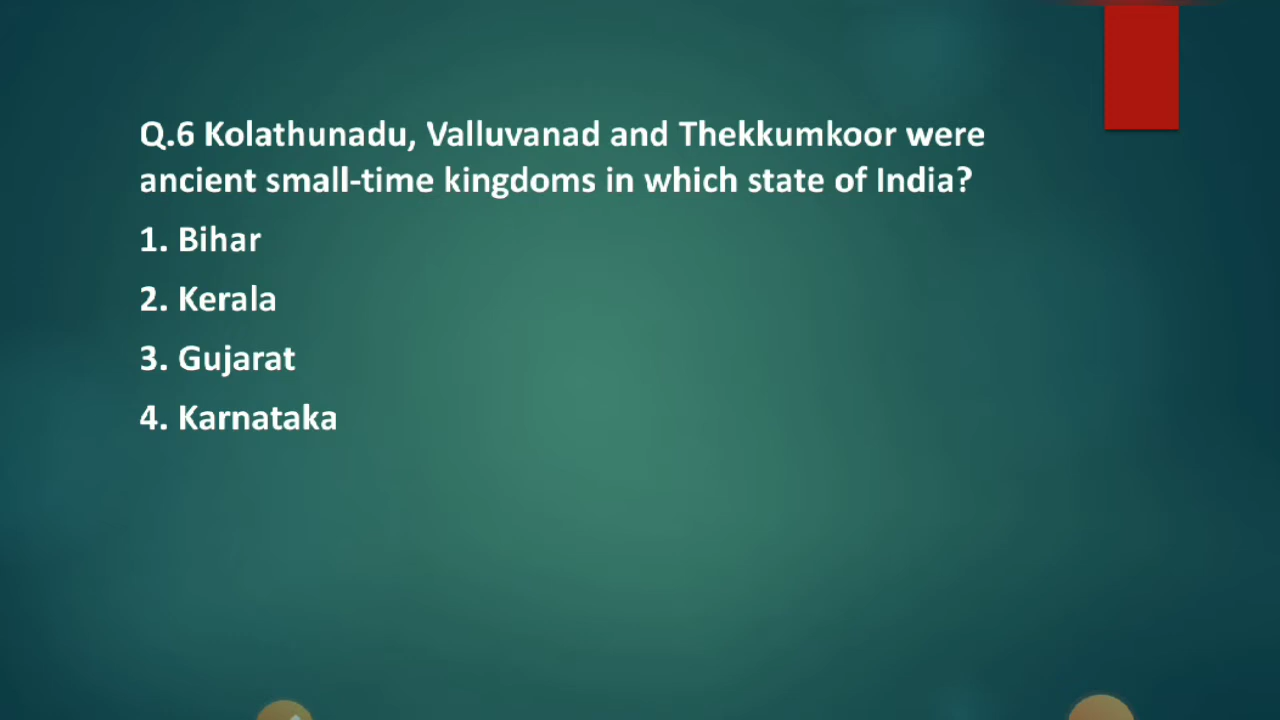 Q.6 Kolathunadu, Valluvanad and Thekkumkoor were
ancient small-time kingdoms in which state of India?
1. Bihar
2. Kerala
3. Gujarat
4. Karnataka